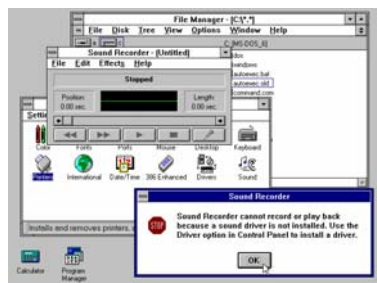 File Manager - [C:\*.*]
File Disk Tree View Options Window Help
C: [MS-DOS_6]
Sound Recorder - (Untitled)
File Edit Effects Help
dos
windows
autoexec.bat
autoexec.old
command.com
Stopped
Position:
0.00 sec.
Length:
0.00 sec.
Color
Fonts
Ports
Mouse
Desktop
Keyboard
Printers
International
Date/Time
386 Enhanced
Drivers
Sound
Installs and removes printers,
Sound Recorder
Sound Recorder cannot record or play back
because a sound driver is not installed. Use the
Driver option in Control Panel to install a driver.
STOP
OK
Calculator
Program
Manager